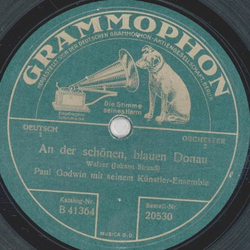 GRAMMOPHON
Die Stimme
seines Herrn
DEUTSCH
ORCHESTER
An der schönen, blauen Donau
Walzer (Johann Strauß)
Paul Godwin mit seinem Künstler-Ensemble
Katalog Nr.
B 41364
Bestell-Nr.
20530